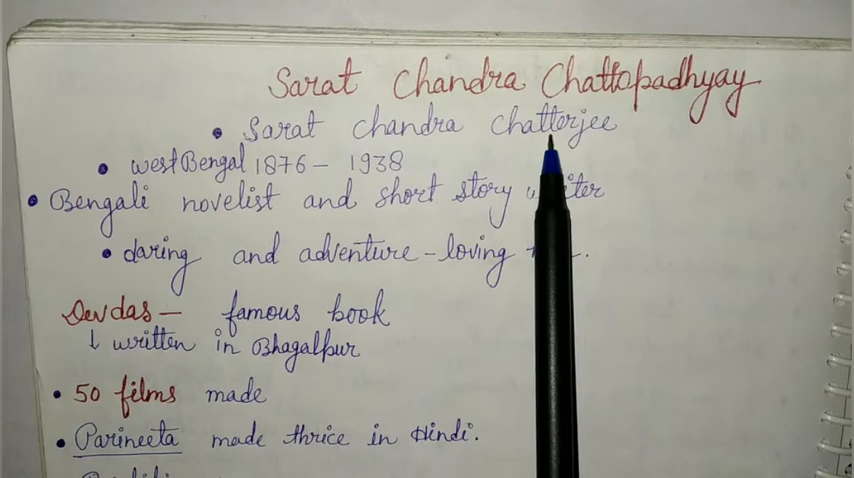 Sarat Chandra Chattopadhyay
• Sarat Chandra Chatterjee
• West Bengal 1876 – 1938
• Bengali novelist and short story writer
• daring and adventure-loving
Devdas – famous book
↓ written in Bhagalpur
• 50 films made
• Parineeta made thrice in Hindi.